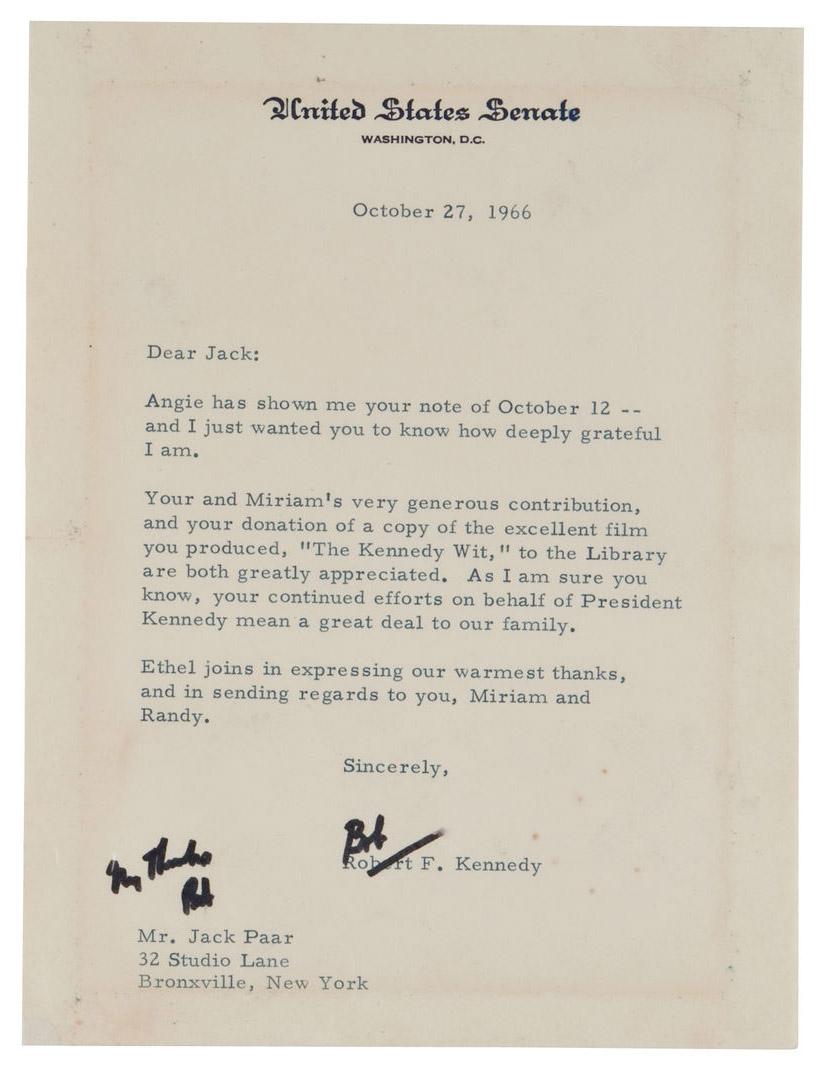 United States Senate
WASHINGTON, D.C.
October 27, 1966
Dear Jack:
Angie has shown me your note of October 12 --
and I just wanted you to know how deeply grateful
I am.
Your and Miriam's very generous contribution,
and your donation of a copy of the excellent film
you produced, "The Kennedy Wit," to the Library
are both greatly appreciated. As I am sure you
know, your continued efforts on behalf of President
Kennedy mean a great deal to our family.
Ethel joins in expressing our warmest thanks,
and in sending regards to you, Miriam and
Randy.
Sincerely,
Bob
Robert F. Kennedy
My Thanks
Bob
Mr. Jack Paar
32 Studio Lane
Bronxville, New York